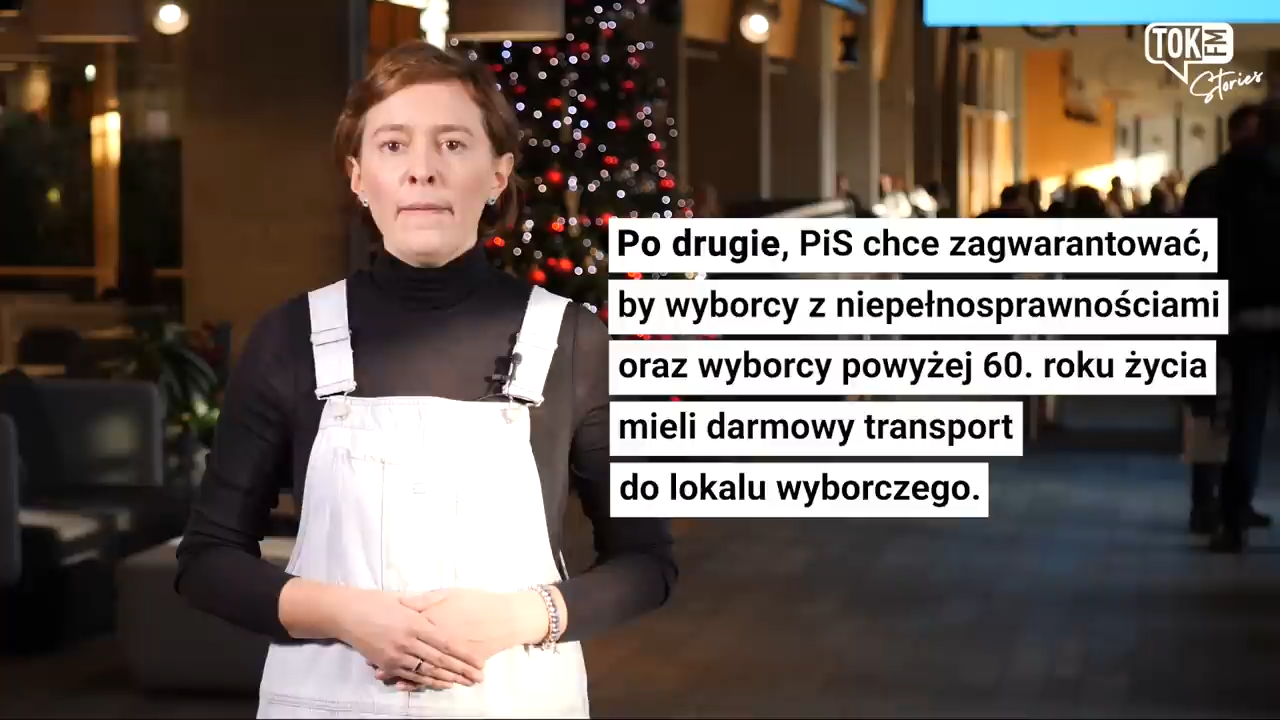 TOK FM
Stories
Po drugie, PiS chce zagwarantować,
by wyborcy z niepełnosprawnościami
oraz wyborcy powyżej 60. roku życia
mieli darmowy transport
do lokalu wyborczego.